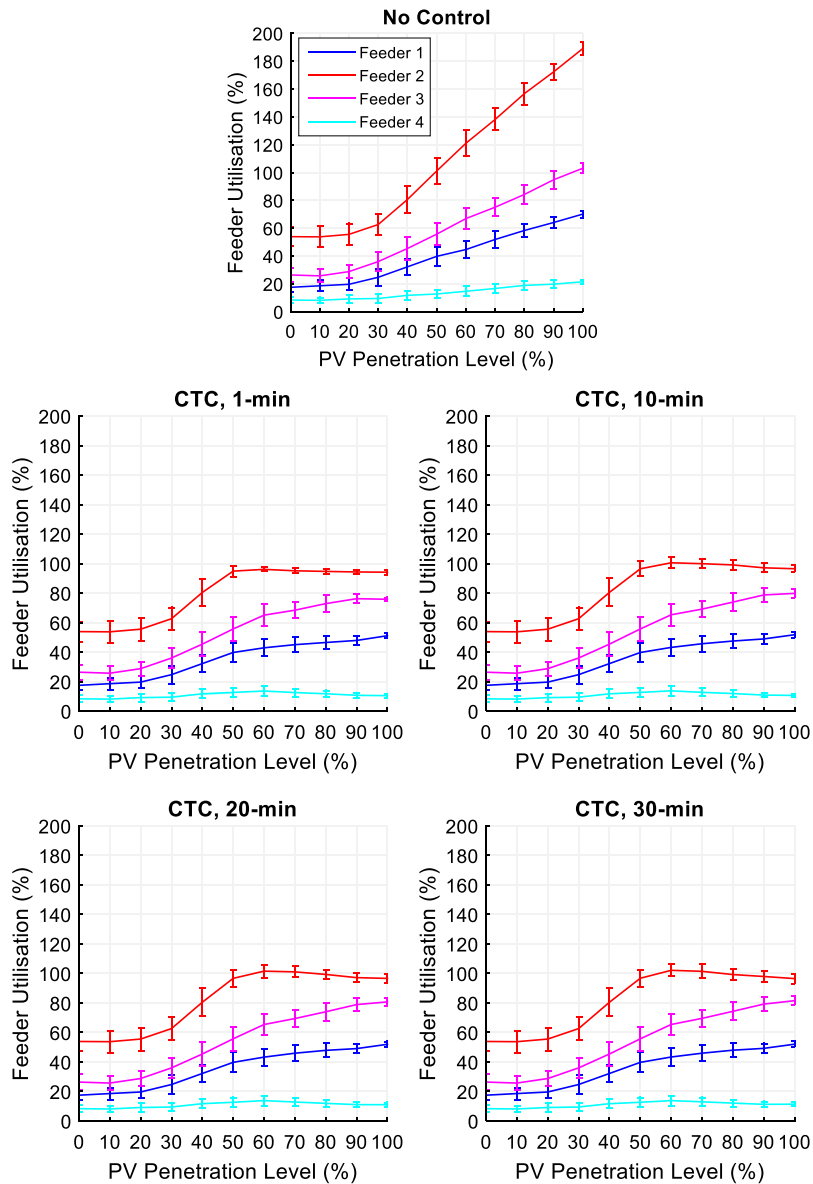 No Control
Feeder Utilisation (%)
200
180
160
140
120
100
80
60
40
20
0
Feeder 1
Feeder 2
Feeder 3
Feeder 4
0 10 20 30 40 50 60 70 80 90 100
PV Penetration Level (%)
CTC, 1-min
Feeder Utilisation (%)
200
180
160
140
120
100
80
60
40
20
0
0 10 20 30 40 50 60 70 80 90 100
PV Penetration Level (%)
CTC, 10-min
Feeder Utilisation (%)
200
180
160
140
120
100
80
60
40
20
0
0 10 20 30 40 50 60 70 80 90 100
PV Penetration Level (%)
CTC, 20-min
Feeder Utilisation (%)
200
180
160
140
120
100
80
60
40
20
0
0 10 20 30 40 50 60 70 80 90 100
PV Penetration Level (%)
CTC, 30-min
Feeder Utilisation (%)
200
180
160
140
120
100
80
60
40
20
0
0 10 20 30 40 50 60 70 80 90 100
PV Penetration Level (%)